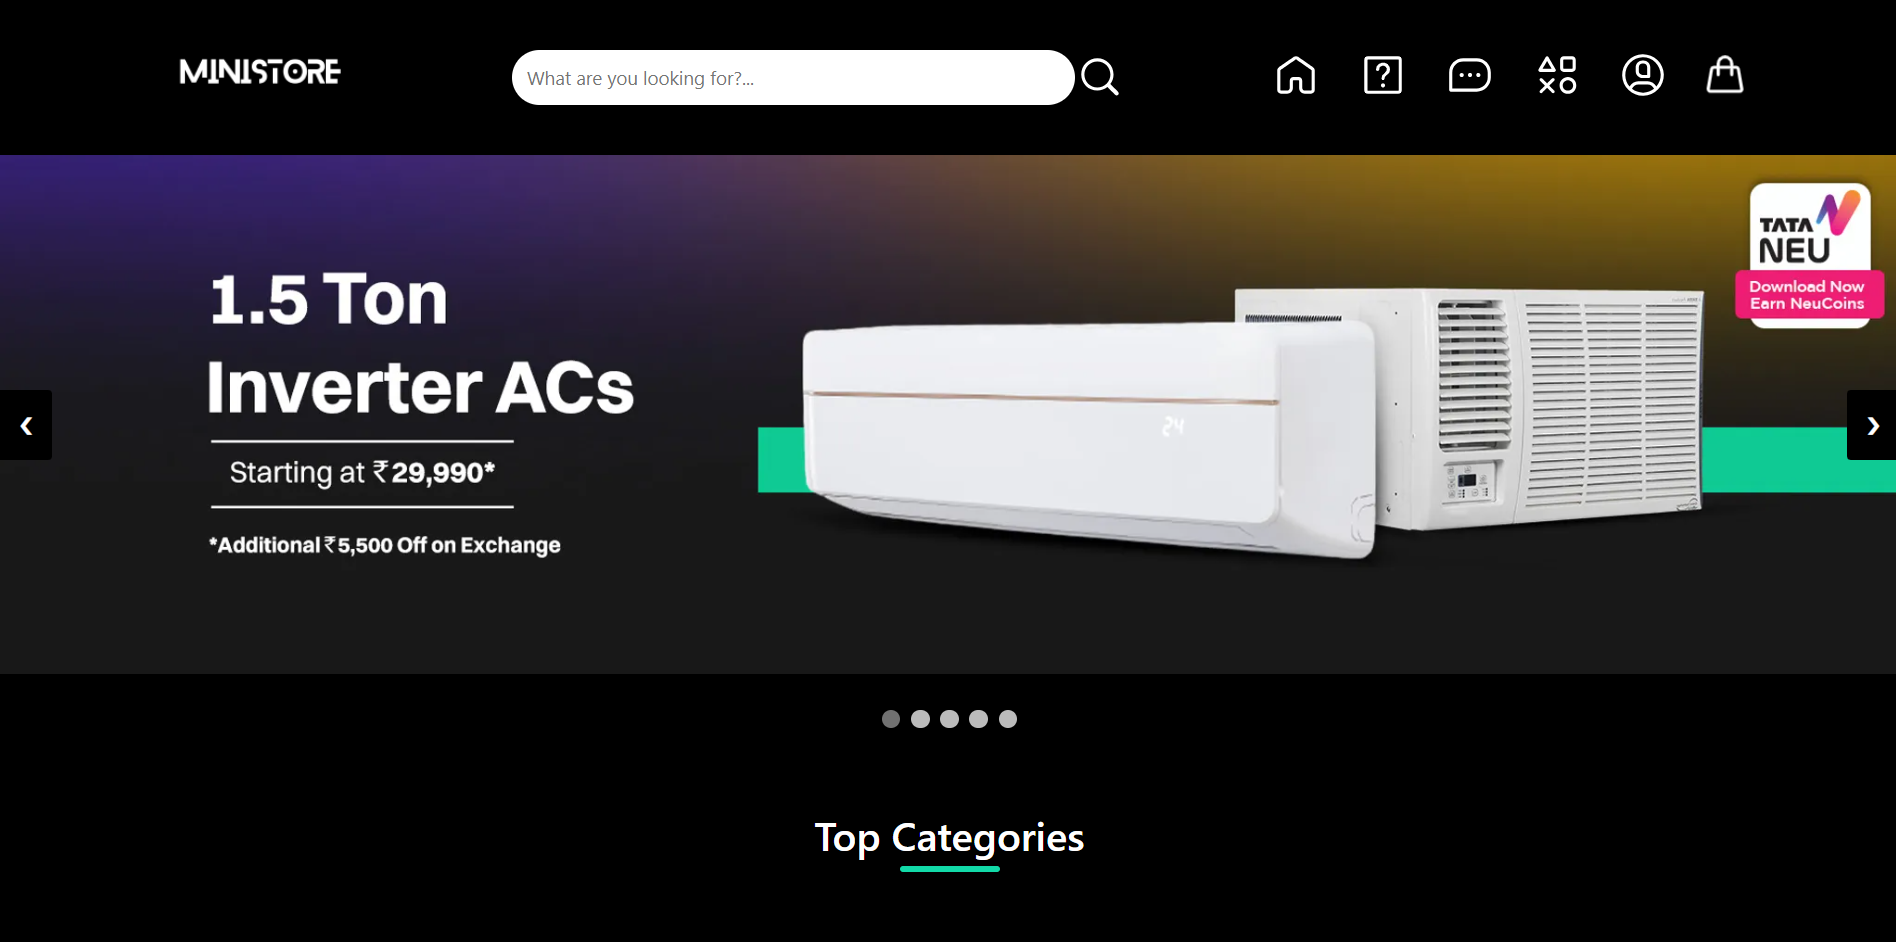 MINISTORE
What are you looking for?...
TATA
NEU
Download Now
Earn NeuCoins
1.5 Ton
Inverter ACs
Starting at ₹29,990*
*Additional ₹5,500 Off on Exchange
24
Top Categories